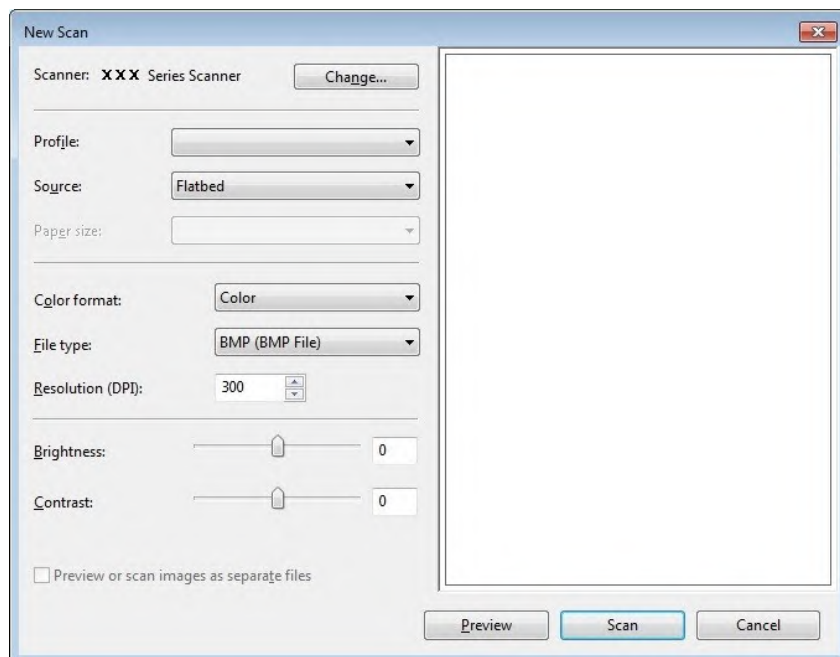 New Scan
Scanner: XXX Series Scanner Change...
Profile:
Source: Flatbed
Paper size:
Color format: Color
File type: BMP (BMP File)
Resolution (DPI): 300
Brightness: 0
Contrast: 0
Preview or scan images as separate files
Preview Scan Cancel